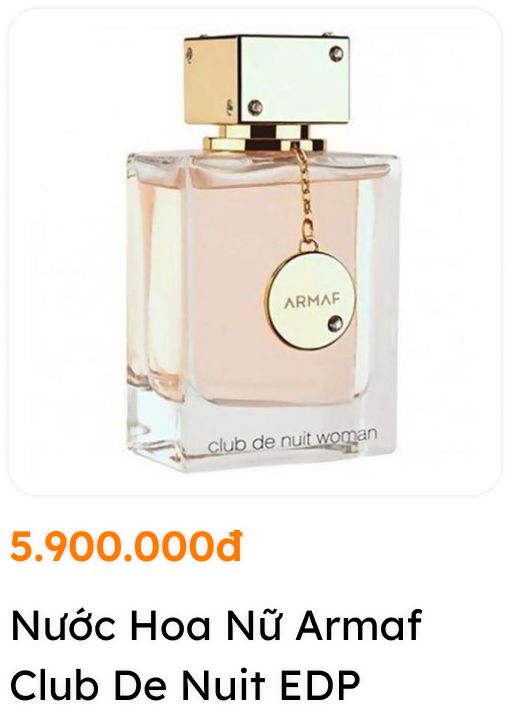 ARMAF
club de nuit woman
5.900.000đ
Nước Hoa Nữ Armaf
Club De Nuit EDP